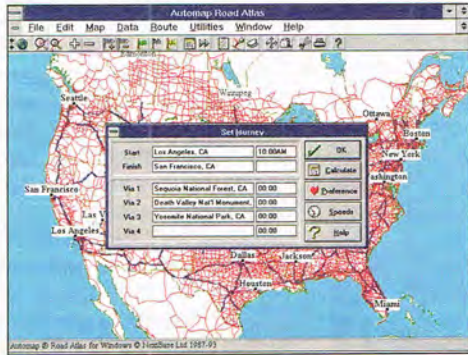 Automap Road Atlas
File Edit Map Data Route Utilities Window Help
Winnipeg
Seattle
Ottawa
Boston
New York
Washington
San Francisco
Las V
Los Angeles
Dallas
Jackson
Houston
Miami
Set Journey
Start Los Angeles, CA 10:00AM
Finish San Francisco, CA
Via 1 Sequoia National Forest, CA 00:00
Via 2 Death Valley Nat'l Monument, 00:00
Via 3 Yosemite National Park, CA 00:00
Via 4 00:00
OK
Calculate
Preference
Speeds
Help
Automap ® Road Atlas for Windows © NextBase Ltd 1987-93